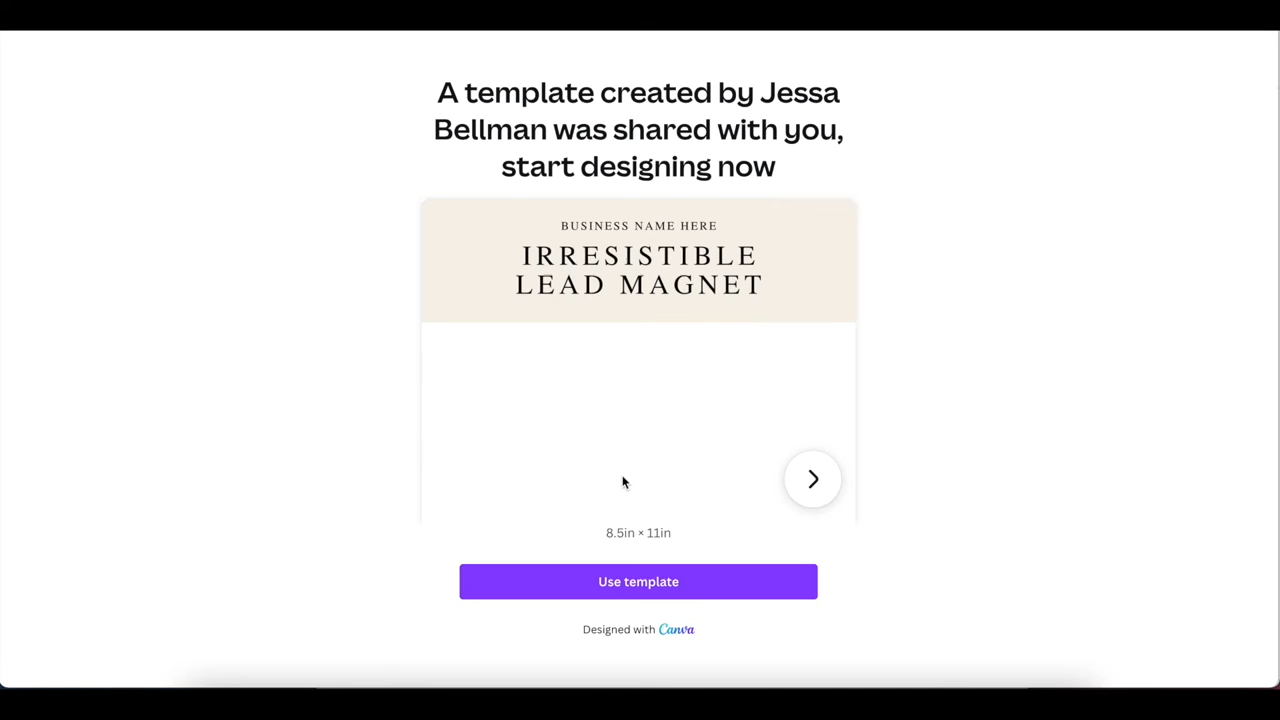 A template created by Jessa
Bellman was shared with you,
start designing now
BUSINESS NAME HERE
IRRESISTIBLE
LEAD MAGNET
8.5in × 11in
Use template
Designed with Canva